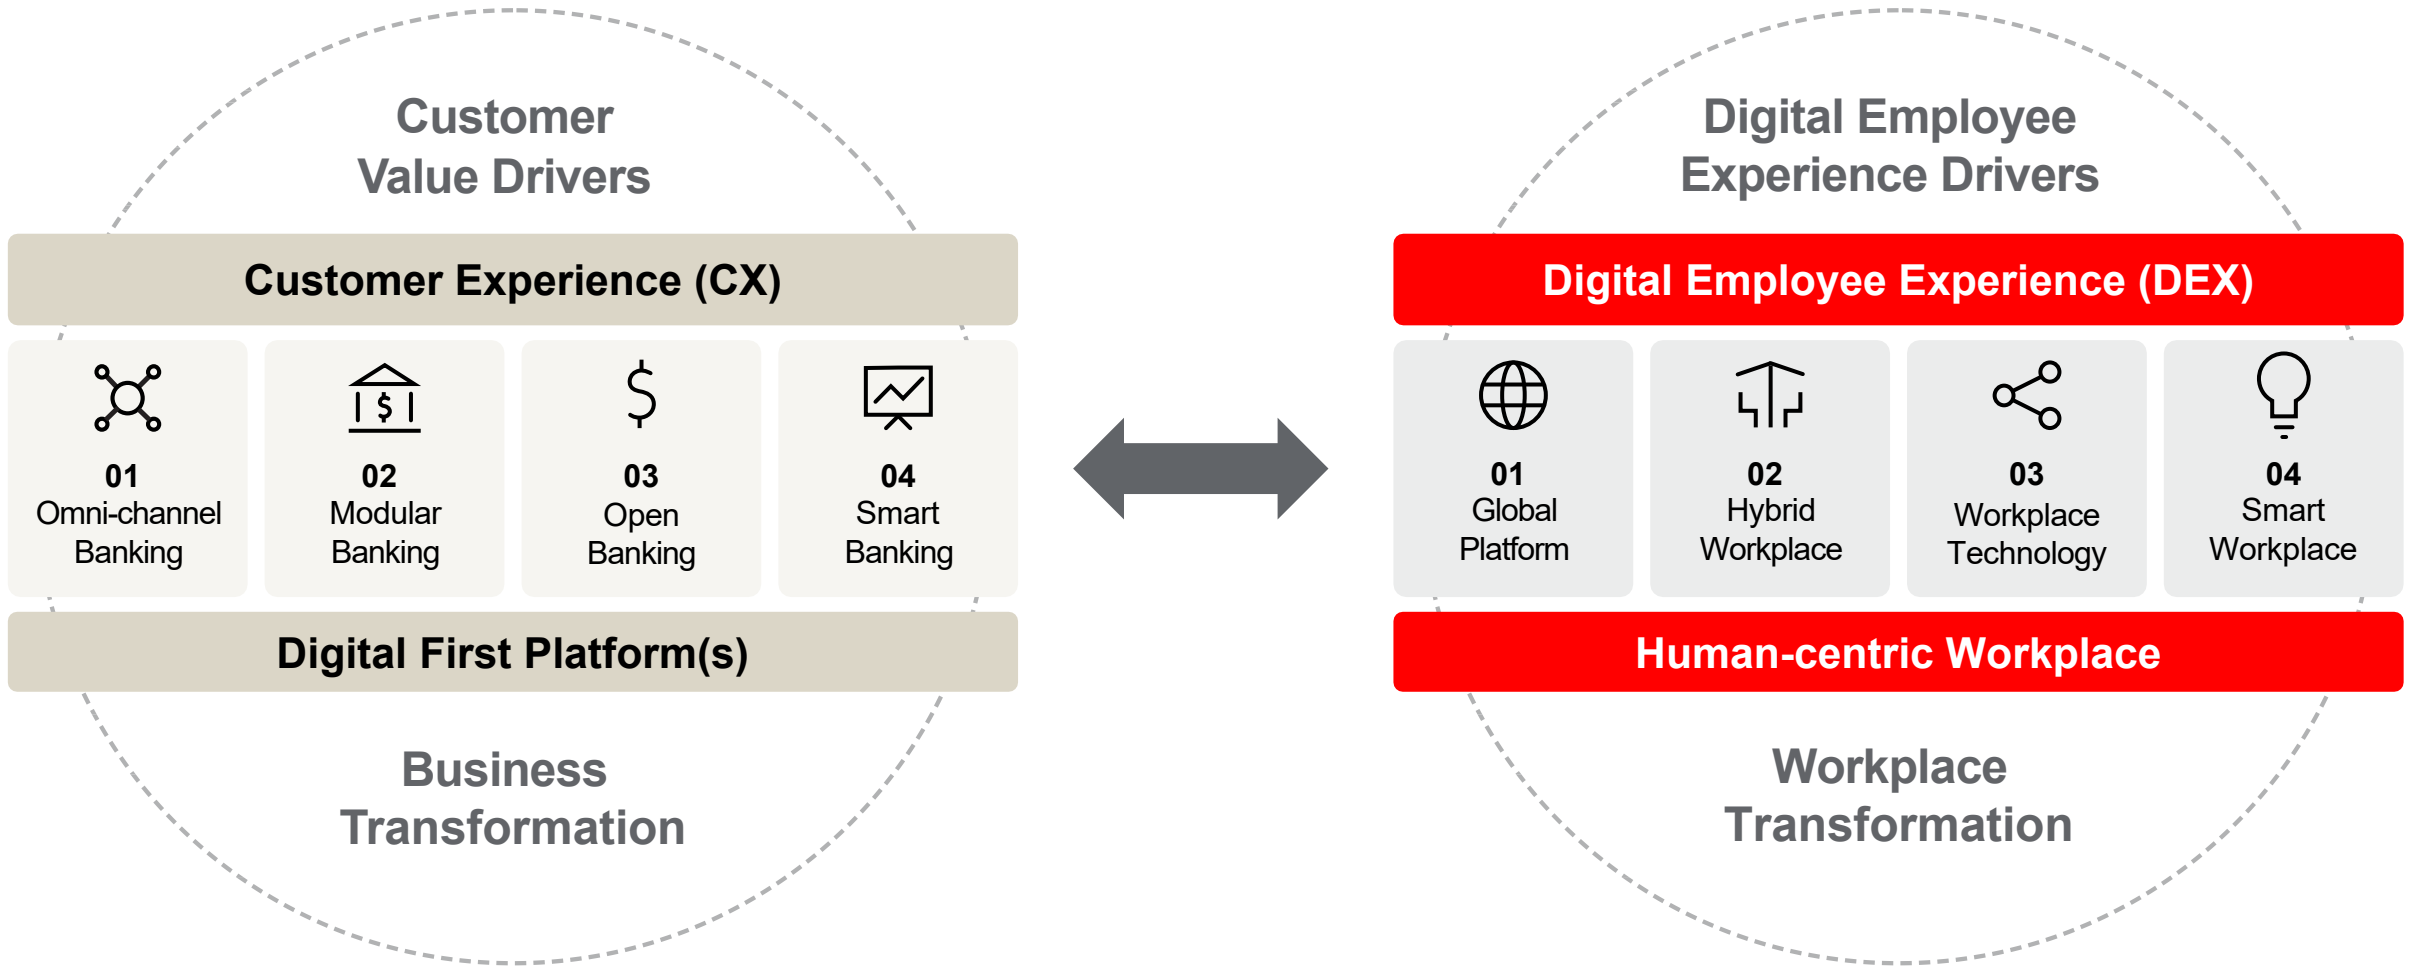 Customer
Value Drivers
Customer Experience (CX)
01
Omni-channel
Banking
02
Modular
Banking
03
Open
Banking
04
Smart
Banking
Digital First Platform(s)
Business
Transformation
Digital Employee
Experience Drivers
Digital Employee Experience (DEX)
01
Global
Platform
02
Hybrid
Workplace
03
Workplace
Technology
04
Smart
Workplace
Human-centric Workplace
Workplace
Transformation